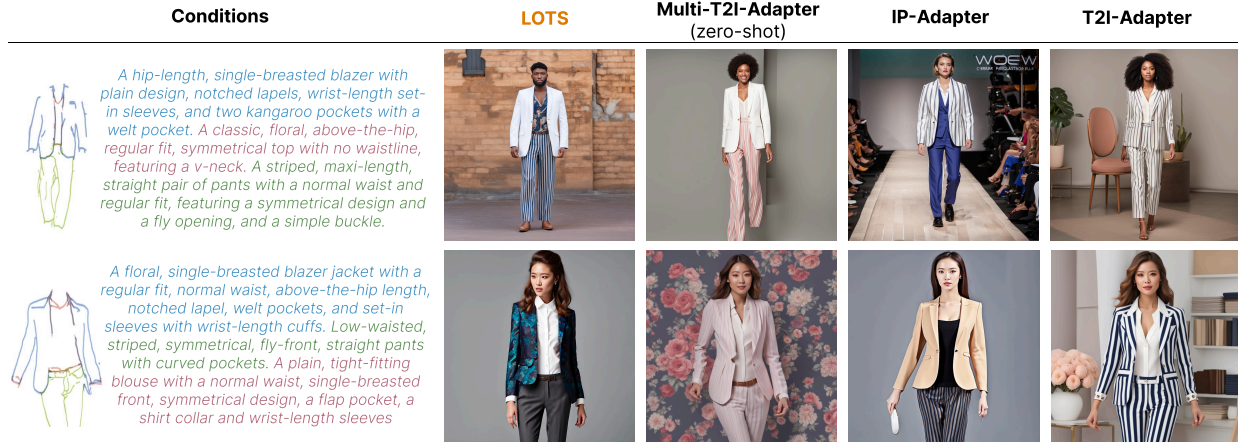 Conditions
LOTS
Multi-T2I-Adapter
(zero-shot)
IP-Adapter
T2I-Adapter
A hip-length, single-breasted blazer with
plain design, notched lapels, wrist-length set-
in sleeves, and two kangaroo pockets with a
welt pocket. A classic, floral, above-the-hip,
regular fit, symmetrical top with no waistline,
featuring a v-neck. A striped, maxi-length,
straight pair of pants with a normal waist and
regular fit, featuring a symmetrical design and
a fly opening, and a simple buckle.
WOEW
A floral, single-breasted blazer jacket with a
regular fit, normal waist, above-the-hip length,
notched lapel, welt pockets, and set-in
sleeves with wrist-length cuffs. Low-waisted,
striped, symmetrical, fly-front, straight pants
with curved pockets. A plain, tight-fitting
blouse with a normal waist, single-breasted
front, symmetrical design, a flap pocket, a
shirt collar and wrist-length sleeves